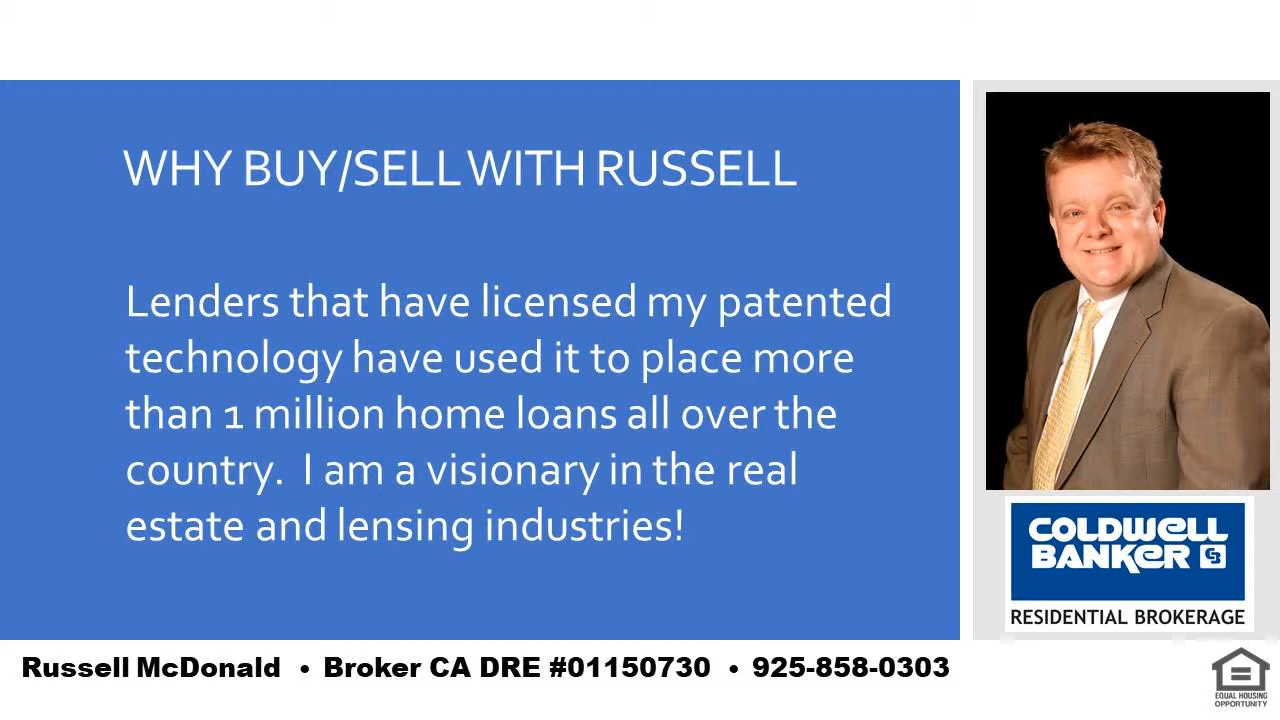 WHY BUY/SELL WITH RUSSELL
Lenders that have licensed my patented
technology have used it to place more
than 1 million home loans all over the
country.  I am a visionary in the real
estate and lensing industries!
COLDWELL
BANKER CB
RESIDENTIAL BROKERAGE
Russell McDonald • Broker CA DRE #01150730 • 925-858-0303
EQUAL HOUSING
OPPORTUNITY